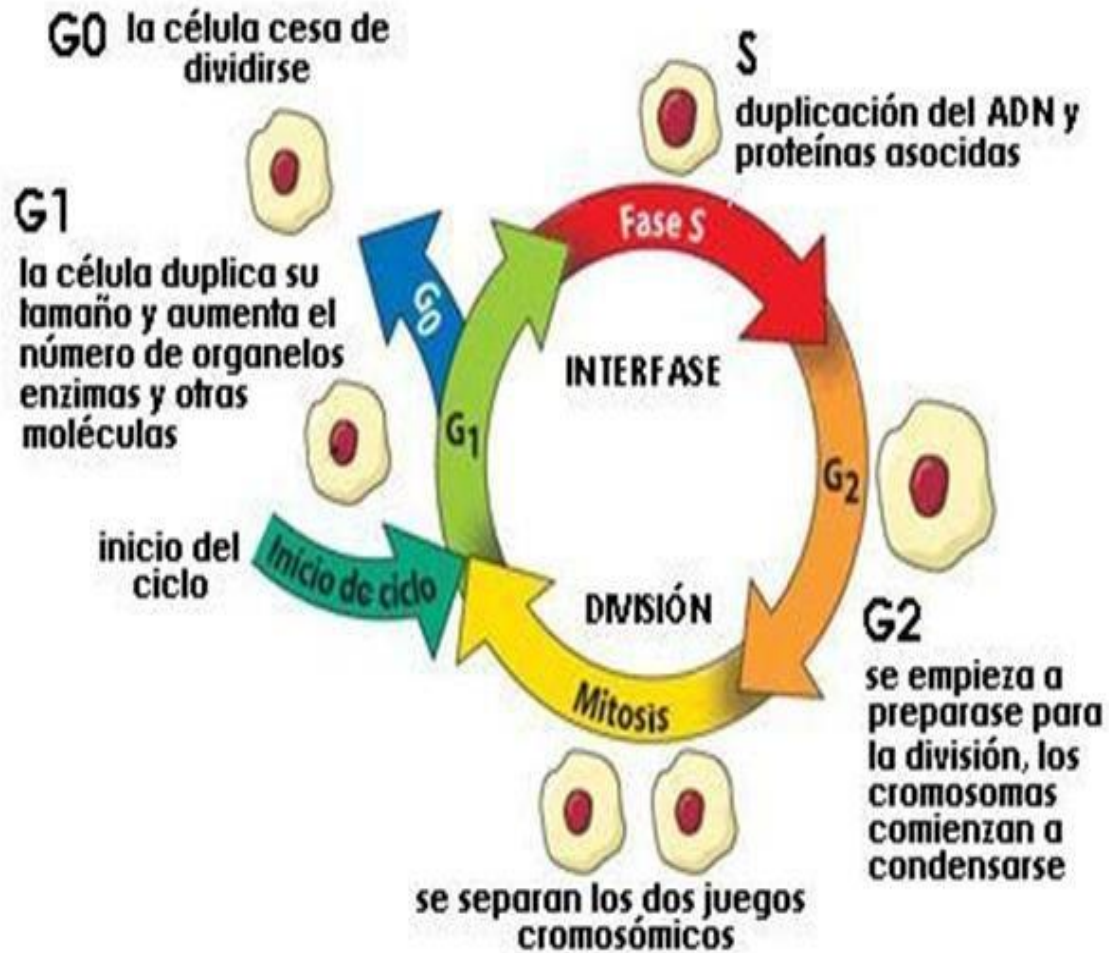 G0 la célula cesa de
dividirse
S
duplicación del ADN y
proteínas asocidas
G1
la célula duplica su
tamaño y aumenta el
número de organelos
enzimas y otras
moléculas
Fase S
G0
INTERFASE
G1
G2
inicio del
ciclo
Inicio de ciclo
DIVISIÓN
Mitosis
G2
se empieza a
preparase para
la división, los
cromosomas
comienzan a
condensarse
se separan los dos juegos
cromosómicos